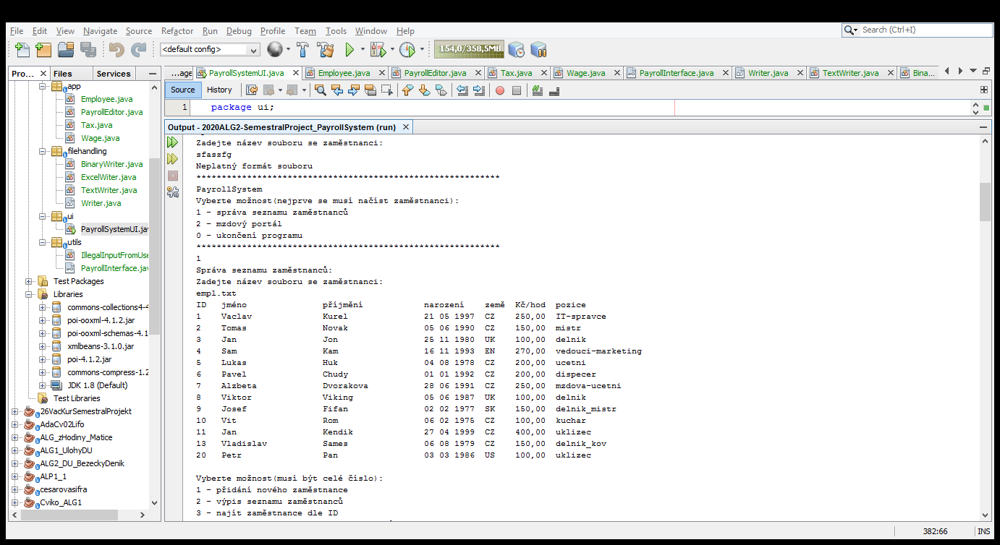 File Edit View Navigate Source Refactor Run Debug Profile Team Tools Window Help
Search (Ctrl+I)
<default config>
154,0/358,5MB
Pro... Files Services
...age PayrollSystemUI.java Employee.java PayrollEditor.java Tax.java Wage.java PayrollInterface.java Writer.java TextWriter.java Bina...
Source History
1 package ui;
app
Employee.java
PayrollEditor.java
Tax.java
Wage.java
filehandling
BinaryWriter.java
ExcelWiter.java
TextWriter.java
Writer.java
ui
PayrollSystemUI.jav
utils
IllegalInputFromUse
PayrollInterface.jav
Test Packages
Libraries
commons-collections4-4
poi-ooxml-4.1.2.jar
poi-ooxml-schemas-4.1
xmlbeans-3.1.0.jar
poi-4.1.2.jar
commons-compress-1.2
JDK 1.8 (Default)
Test Libraries
26VacKurSemestralProjekt
AdaCv02Lifo
ALG_zHodiny_Matice
ALG1_UlohyDU
ALG2_DU_BezeckyDenik
ALP1_1
cesarovasifra
Cviko_ALG1
Output - 2020ALG2-SemestralProject_PayrollSystem (run)
Zadejte název souboru se zaměstnanci:
sfassfg
Neplatný formát souboru
************************************************************
PayrollSystem
Vyberte možnost(nejprve se musí načíst zaměstnanci):
1 - správa seznamu zaměstnanců
2 - mzdový portál
0 - ukončení programu
************************************************************
1
Správa seznamu zaměstnanců:
Zadejte název souboru se zaměstnanci:
empl.txt
ID jméno příjmění narození země Kč/hod pozice
1 Vaclav Kurel 21 05 1997 CZ 250,00 IT-spravce
2 Tomas Novak 05 06 1990 CZ 150,00 mistr
3 Jan Jon 25 11 1980 UK 100,00 delnik
4 Sam Kam 16 11 1993 EN 270,00 vedouci-marketing
5 Lukas Huk 04 08 1978 CZ 200,00 ucetni
6 Pavel Chudy 01 01 1992 CZ 200,00 dispecer
7 Alzbeta Dvorakova 28 06 1991 CZ 250,00 mzdova-ucetni
8 Viktor Viking 05 06 1987 UK 100,00 delnik
9 Josef Fifan 02 02 1977 SK 150,00 delnik_mistr
10 Vit Rom 06 02 1975 CZ 100,00 kuchar
11 Jan Kendik 27 04 1999 CZ 400,00 uklizec
13 Vladislav Sames 06 08 1979 CZ 150,00 delnik_kov
20 Petr Pan 03 03 1986 US 100,00 uklizec
Vyberte možnost(musí být celé číslo):
1 - přidání nového zaměstnance
2 - výpis seznamu zaměstnanců
3 - najít zaměstnance dle ID
382:66 INS